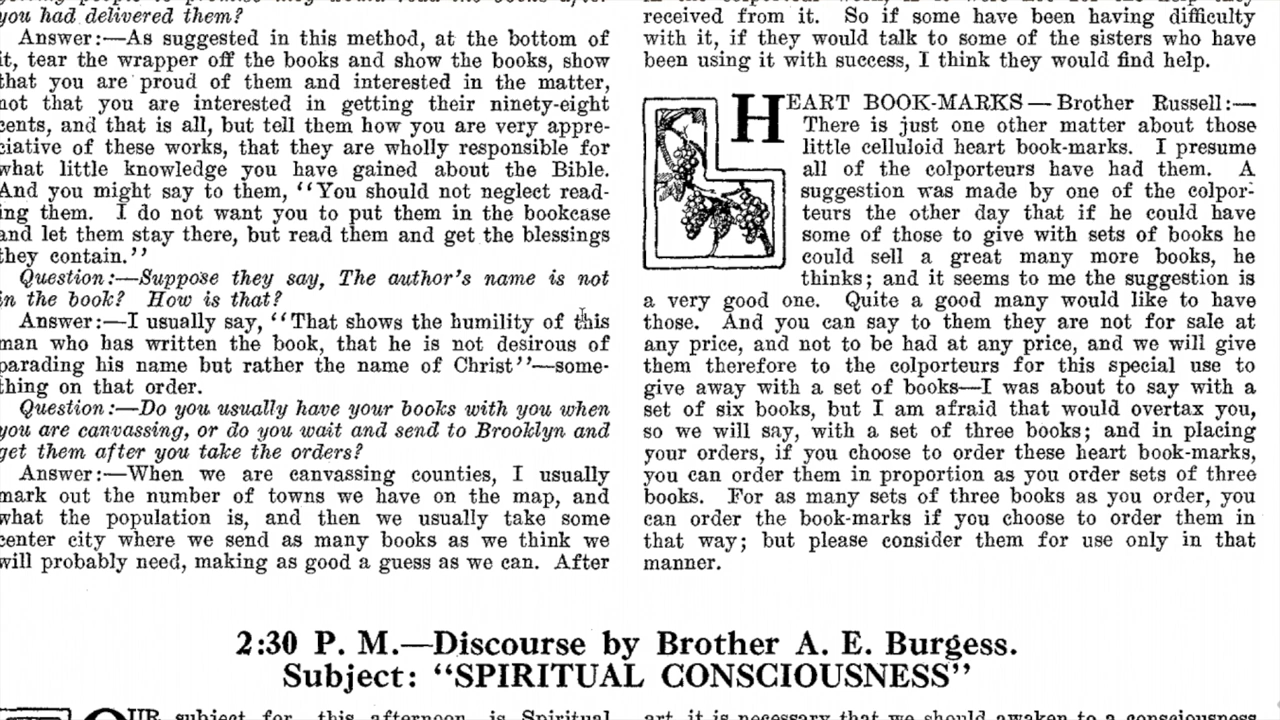 you had delivered them?
Answer:—As suggested in this method, at the bottom of
it, tear the wrapper off the books and show the books, show
that you are proud of them and interested in the matter,
not that you are interested in getting their ninety-eight
cents, and that is all, but tell them how you are very appre-
ciative of these works, that they are wholly responsible for
what little knowledge you have gained about the Bible.
And you might say to them, “You should not neglect read-
ing them. I do not want you to put them in the bookcase
and let them stay there, but read them and get the blessings
they contain.”
Question:—Suppose they say, The author's name is not
in the book? How is that?
Answer:—I usually say, “That shows the humility of this
man who has written the book, that he is not desirous of
parading his name but rather the name of Christ”—some-
thing on that order.
Question:—Do you usually have your books with you when
you are canvassing, or do you wait and send to Brooklyn and
get them after you take the orders?
Answer:—When we are canvassing counties, I usually
mark out the number of towns we have on the map, and
what the population is, and then we usually take some
center city where we send as many books as we think we
will probably need, making as good a guess as we can. After
received from it. So if some have been having difficulty
with it, if they would talk to some of the sisters who have
been using it with success, I think they would find help.
HEART BOOK-MARKS—Brother Russell:—
There is just one other matter about those
little celluloid heart book-marks. I presume
all of the colporteurs have had them. A
suggestion was made by one of the colpor-
teurs the other day that if he could have
some of those to give with sets of books he
could sell a great many more books, he
thinks; and it seems to me the suggestion is
a very good one. Quite a good many would like to have
those. And you can say to them they are not for sale at
any price, and not to be had at any price, and we will give
them therefore to the colporteurs for this special use to
give away with a set of books—I was about to say with a
set of six books, but I am afraid that would overtax you,
so we will say, with a set of three books; and in placing
your orders, if you choose to order these heart book-marks,
you can order them in proportion as you order sets of three
books. For as many sets of three books as you order, you
can order the book-marks if you choose to order them in
that way; but please consider them for use only in that
manner.
2:30 P. M.—Discourse by Brother A. E. Burgess.
Subject: “SPIRITUAL CONSCIOUSNESS”
OUR subject for this afternoon is Spiritual
art, it is necessary that we should awaken to a consciousness